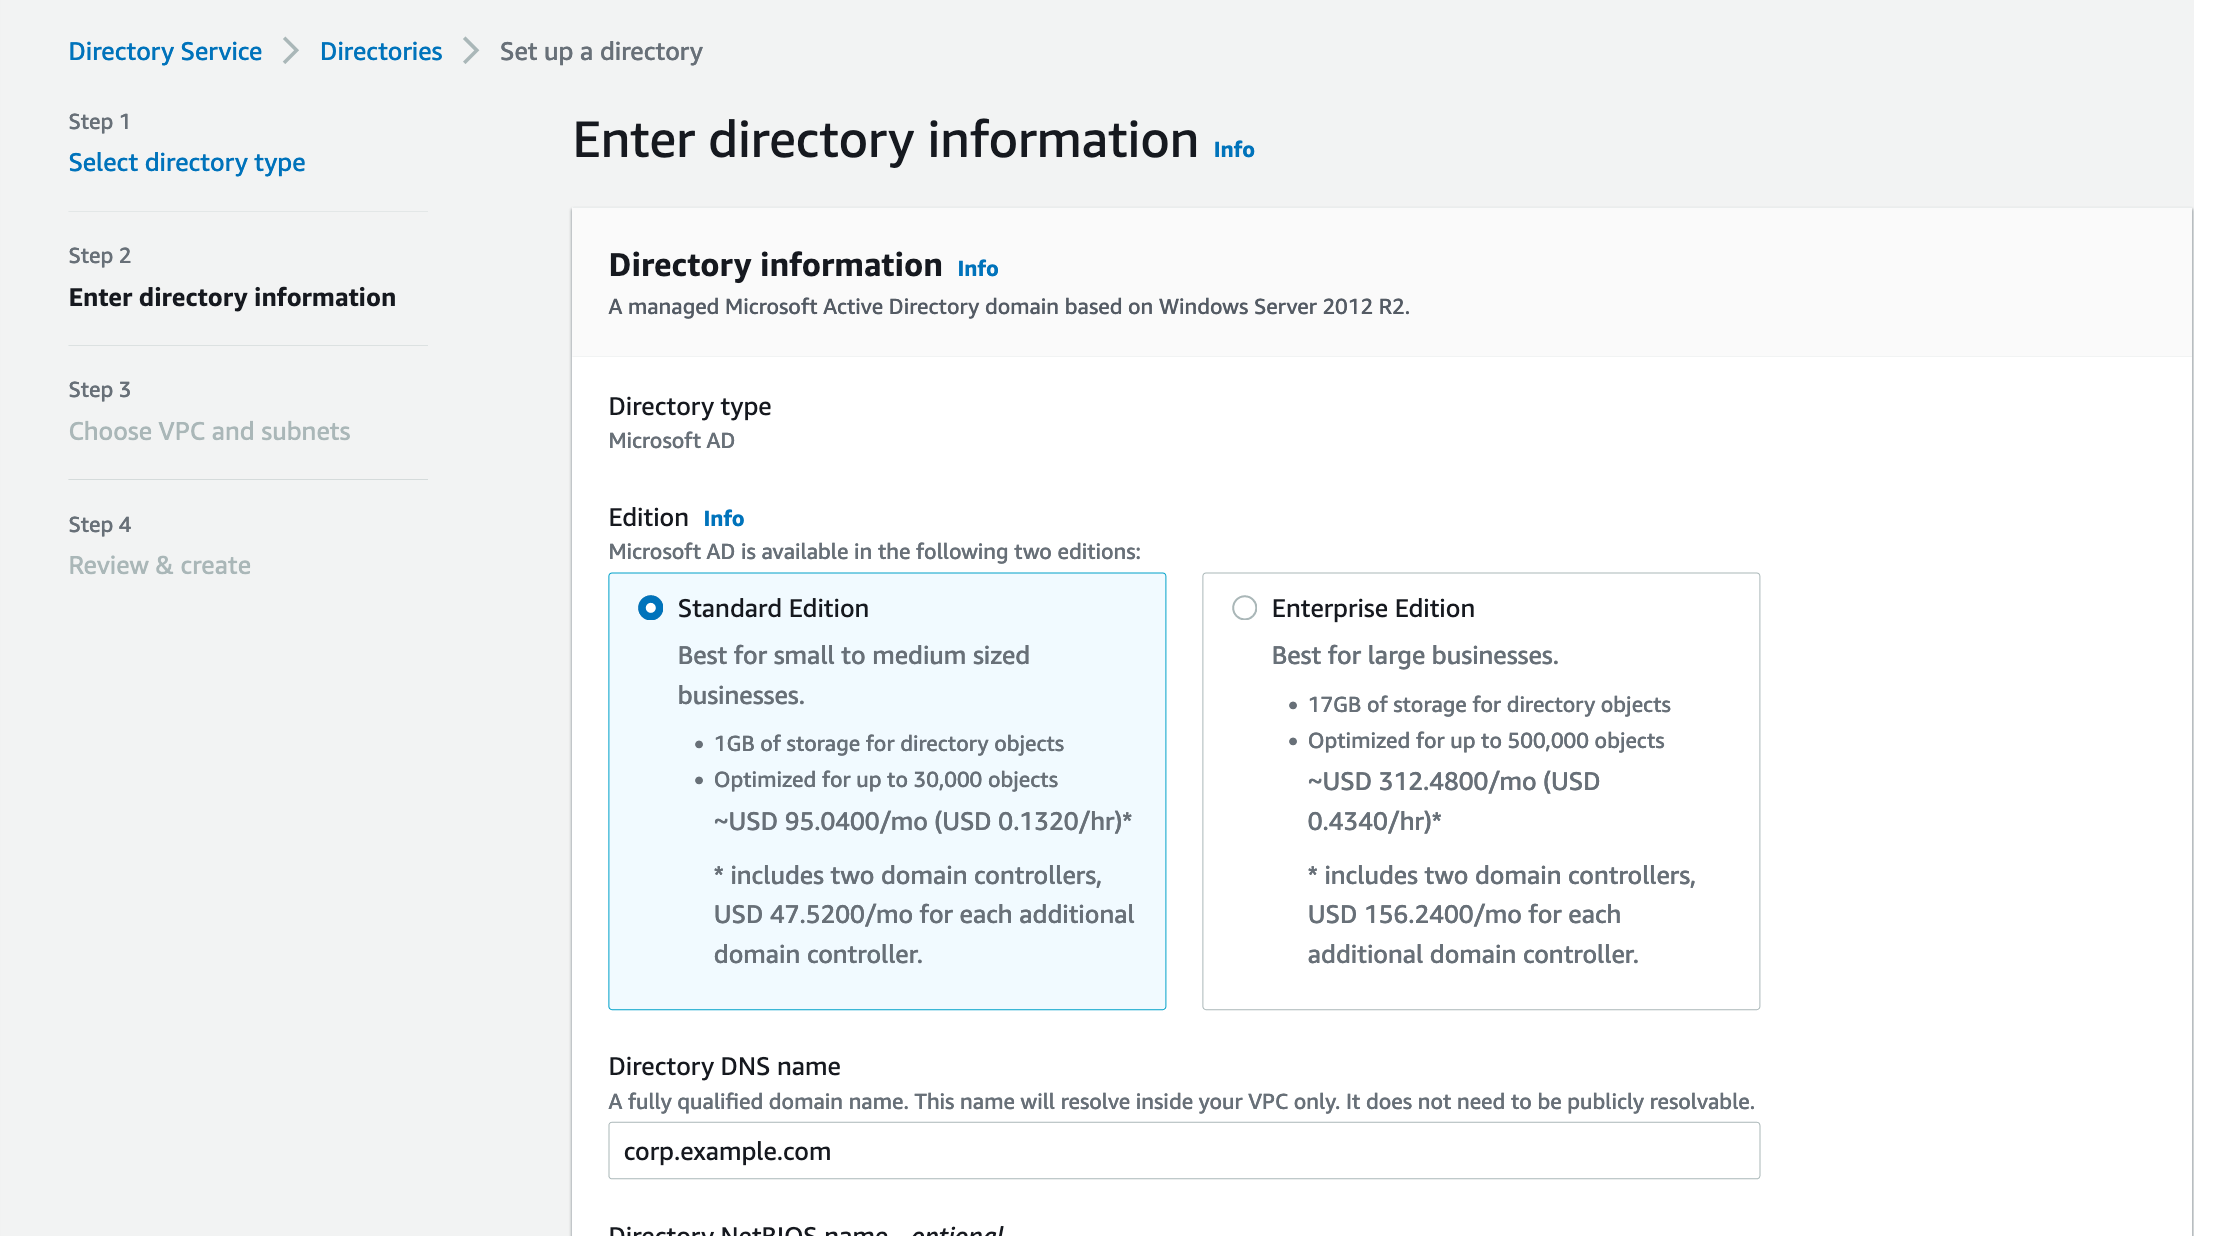 Directory Service > Directories > Set up a directory
Step 1
Select directory type
Step 2
Enter directory information
Step 3
Choose VPC and subnets
Step 4
Review & create
Enter directory information Info
Directory information Info
A managed Microsoft Active Directory domain based on Windows Server 2012 R2.
Directory type
Microsoft AD
Edition Info
Microsoft AD is available in the following two editions:
Standard Edition
Best for small to medium sized
businesses.
• 1GB of storage for directory objects
• Optimized for up to 30,000 objects
~USD 95.0400/mo (USD 0.1320/hr)*
* includes two domain controllers,
USD 47.5200/mo for each additional
domain controller.
Enterprise Edition
Best for large businesses.
• 17GB of storage for directory objects
• Optimized for up to 500,000 objects
~USD 312.4800/mo (USD
0.4340/hr)*
* includes two domain controllers,
USD 156.2400/mo for each
additional domain controller.
Directory DNS name
A fully qualified domain name. This name will resolve inside your VPC only. It does not need to be publicly resolvable.
corp.example.com
Directory NetBIOS name - optional